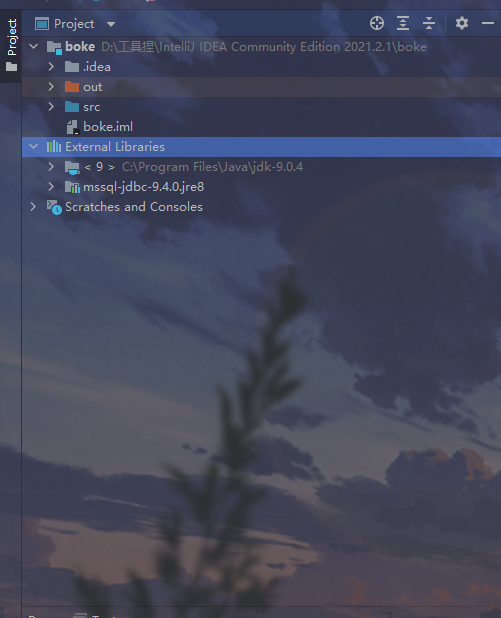 Project
Project
boke D:\工具捏\IntelliJ IDEA Community Edition 2021.2.1\boke
.idea
out
src
boke.iml
External Libraries
< 9 > C:\Program Files\Java\jdk-9.0.4
mssql-jdbc-9.4.0.jre8
Scratches and Consoles